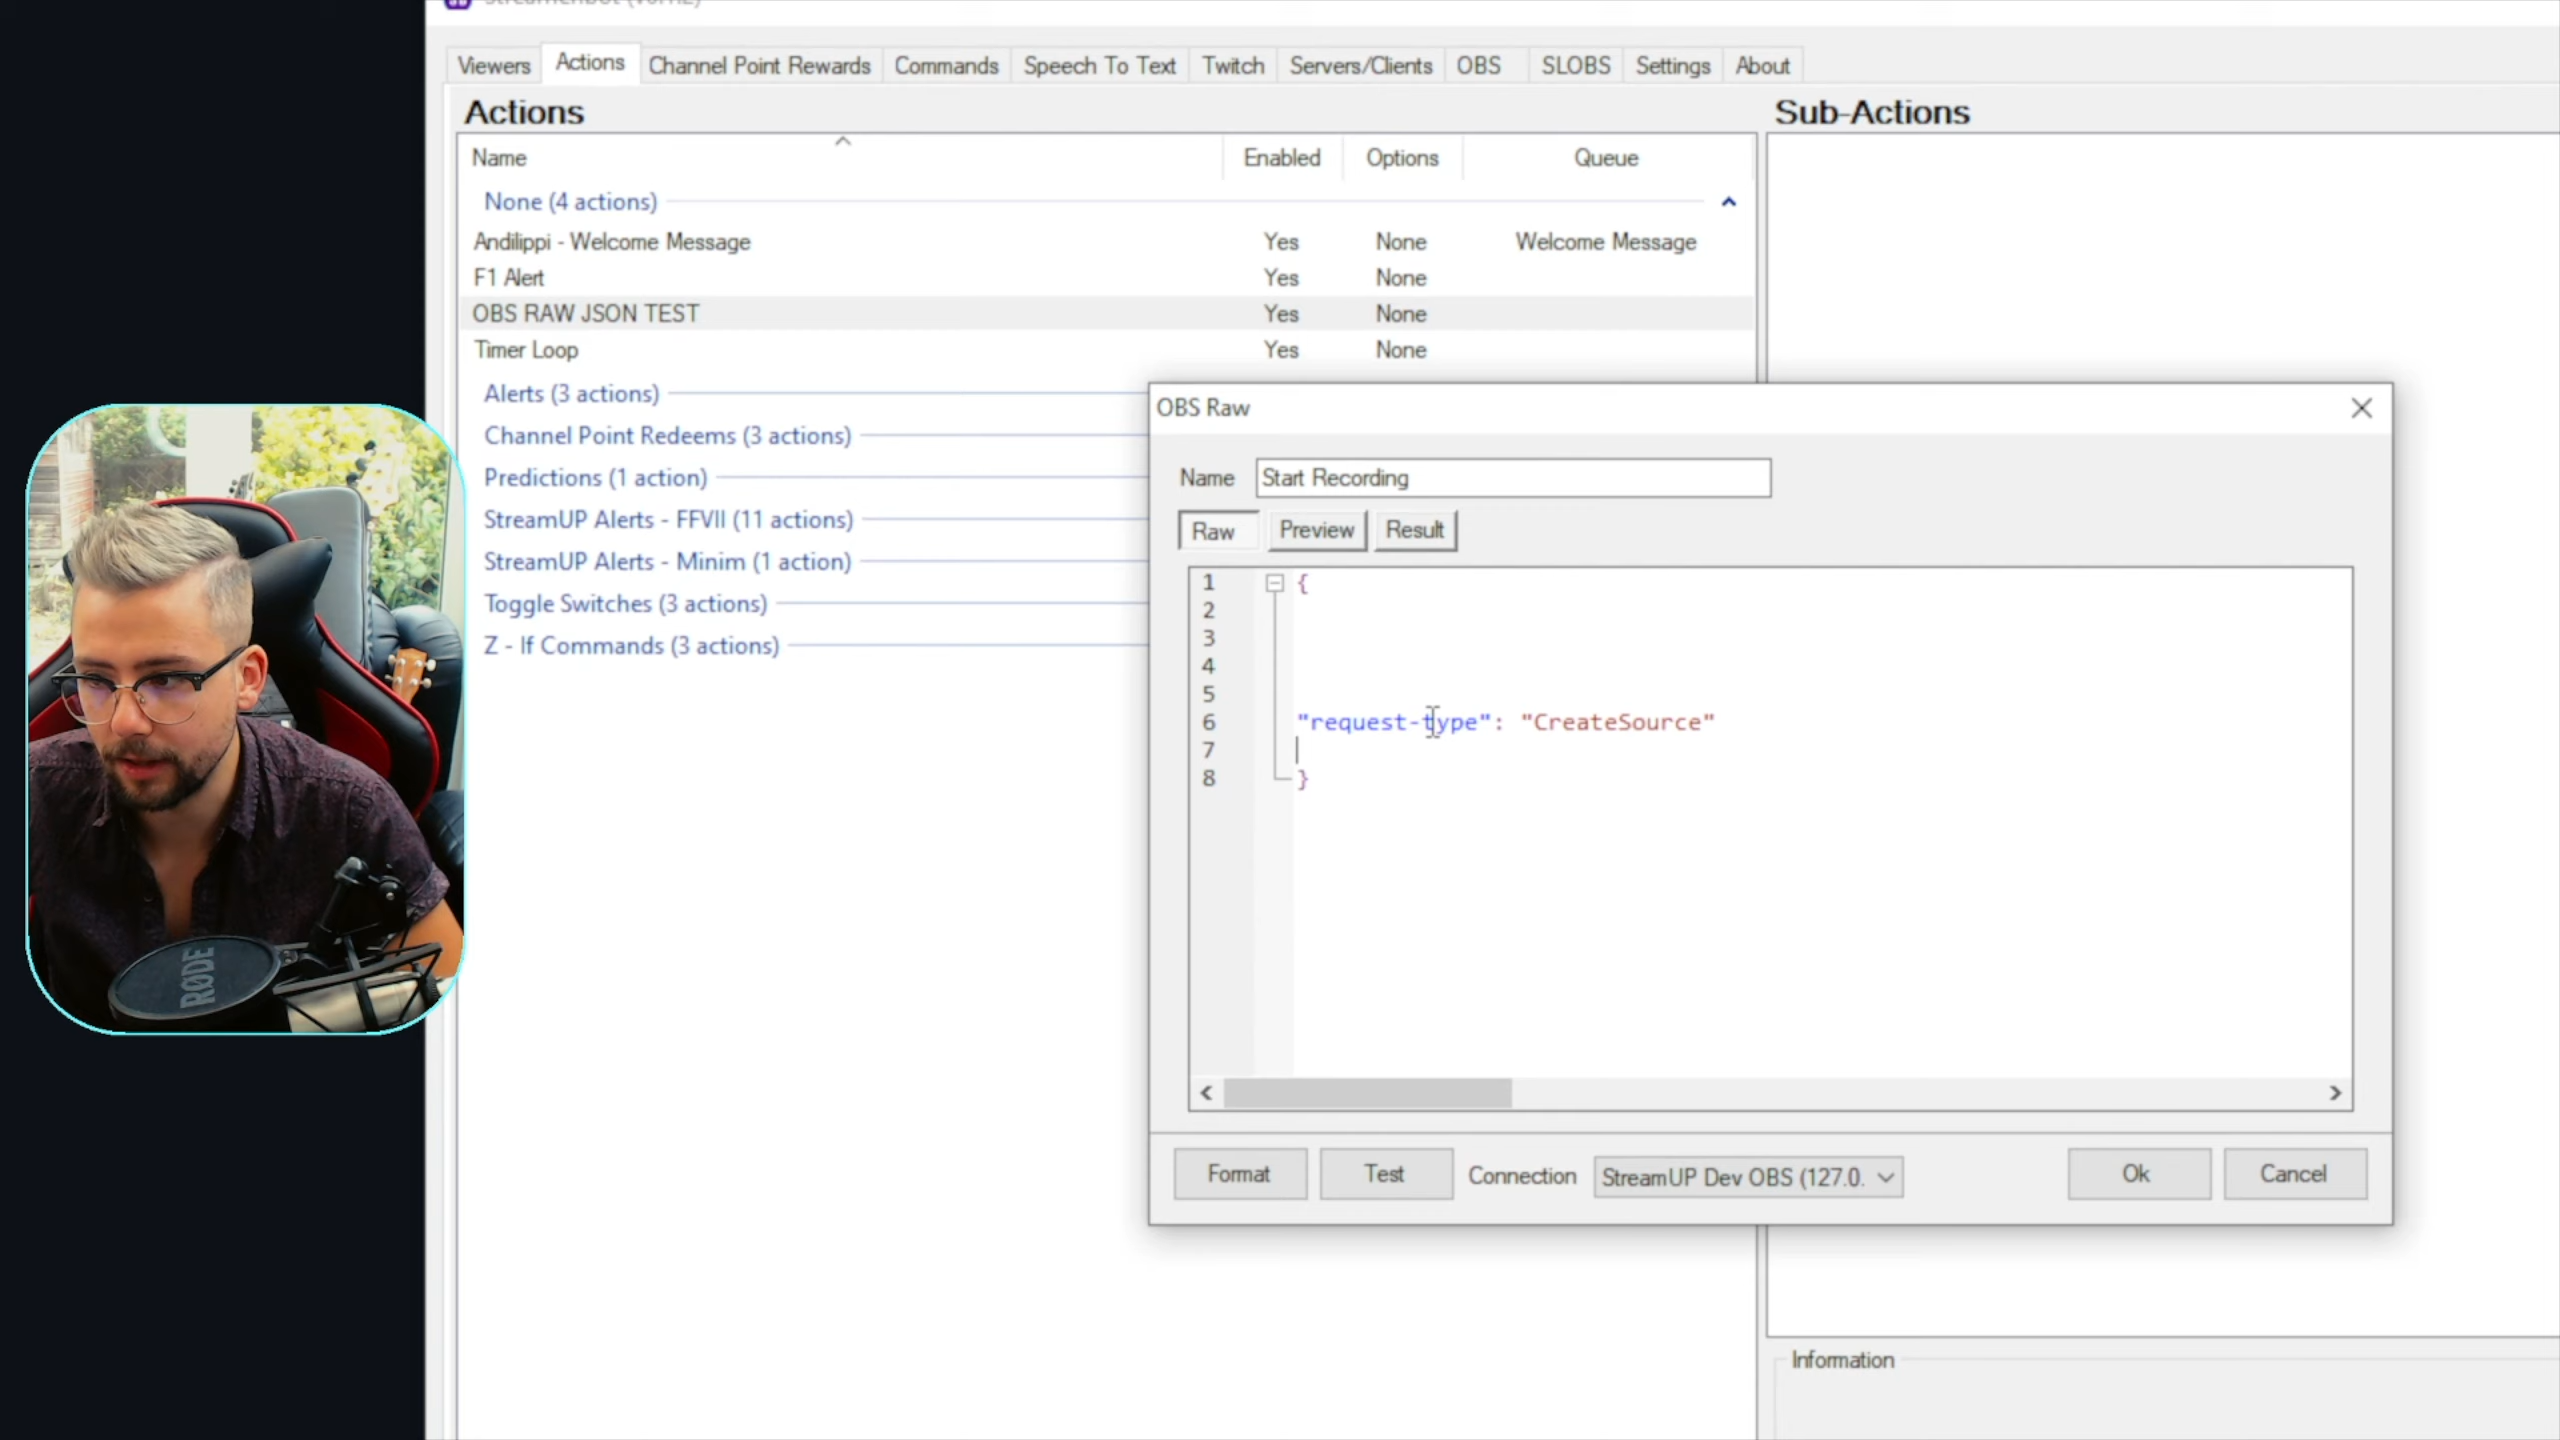 Viewers Actions Channel Point Rewards Commands Speech To Text Twitch Servers/Clients OBS SLOBS Settings About
Actions
Sub-Actions
Name Enabled Options Queue
None (4 actions)
Andilippi - Welcome Message Yes None Welcome Message
F1 Alert Yes None
OBS RAW JSON TEST Yes None
Timer Loop Yes None
Alerts (3 actions)
Channel Point Redeems (3 actions)
Predictions (1 action)
StreamUP Alerts - FFVII (11 actions)
StreamUP Alerts - Minim (1 action)
Toggle Switches (3 actions)
Z - If Commands (3 actions)
OBS Raw
Name Start Recording
Raw Preview Result
1 {
2
3
4
5
6 "request-type": "CreateSource"
7
8 }
Format Test Connection StreamUP Dev OBS (127.0. Ok Cancel
Information
RØDE